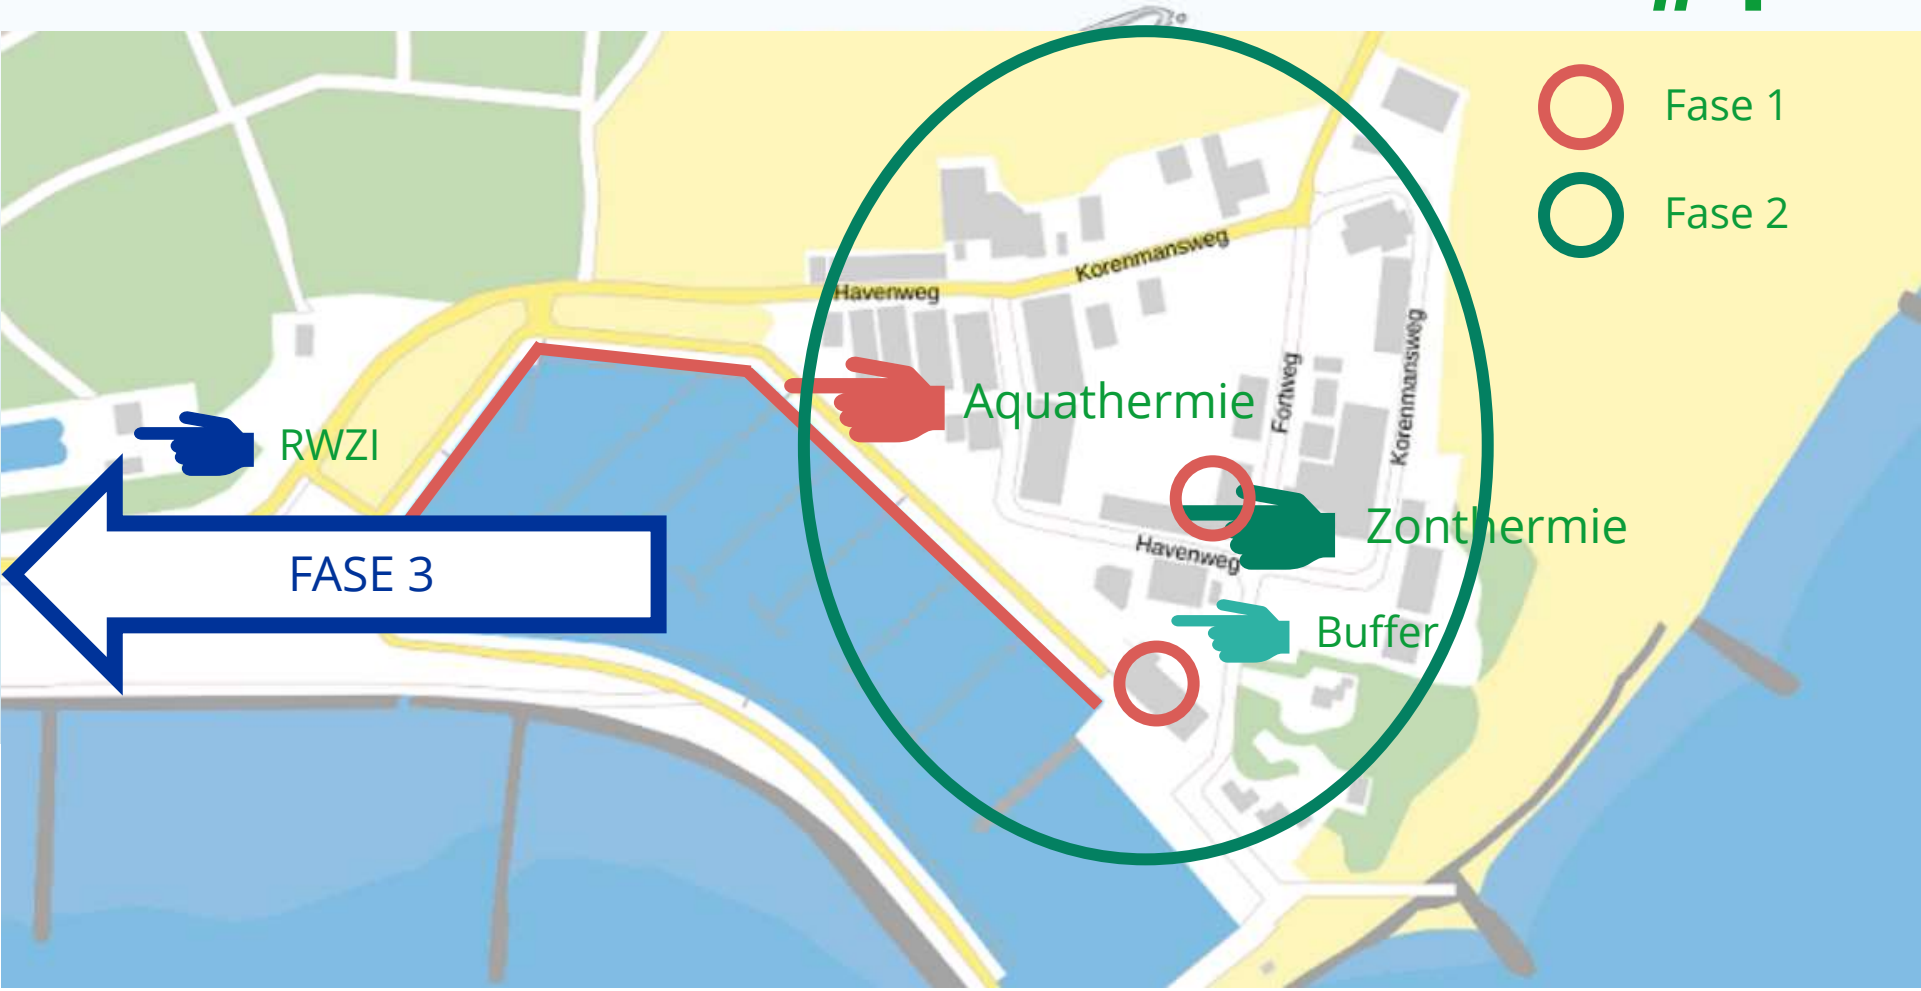 Fase 1
Fase 2
Korenmansweg
Havenweg
Korenmansweg
Fortweg
Aquathermie
RWZI
Zonthermie
Havenweg
FASE 3
Buffer